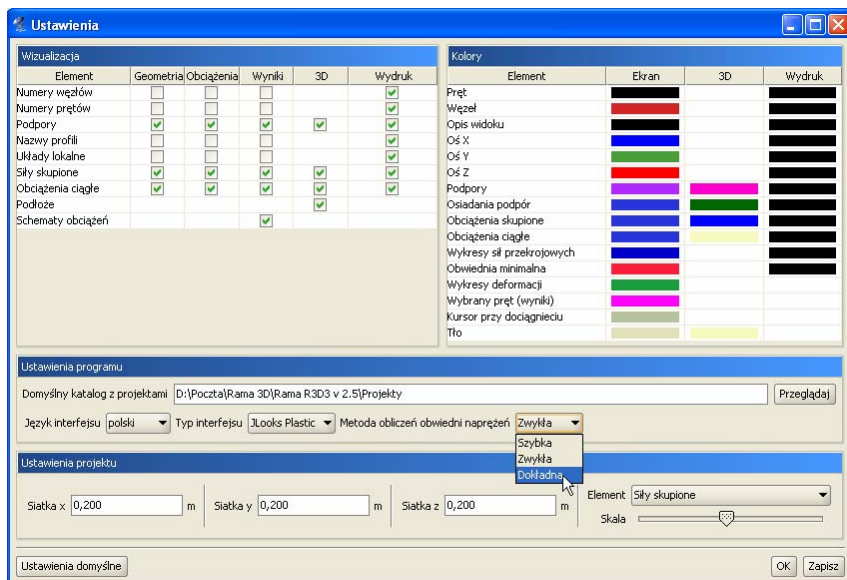 Ustawienia
Wizualizacja
Element Geometria Obciążenia Wyniki 3D Wydruk
Numery węzłów
Numery prętów
Podpory
Nazwy profili
Układy lokalne
Siły skupione
Obciążenia ciągłe
Podłoże
Schematy obciążeń
Kolory
Element Ekran 3D Wydruk
Pręt
Węzeł
Opis widoku
Oś X
Oś Y
Oś Z
Podpory
Osiadania podpór
Obciążenia skupione
Obciążenia ciągłe
Wykresy sił przekrojowych
Obwiednia minimalna
Wykresy deformacji
Wybrany pręt (wyniki)
Kursor przy dociągnieciu
Tło
Ustawienia programu
Domyślny katalog z projektami D:\Poczta\Rama 3D\Rama R3D3 v 2.5\Projekty Przeglądaj
Język interfejsu polski Typ interfejsu JLooks Plastic Metoda obliczeń obwiedni naprężeń Zwykła
Szybka
Zwykła
Dokładna
Ustawienia projektu
Siatka x 0,200 m Siatka y 0,200 m Siatka z 0,200 m
Element Siły skupione
Skala
Ustawienia domyślne OK Zapisz